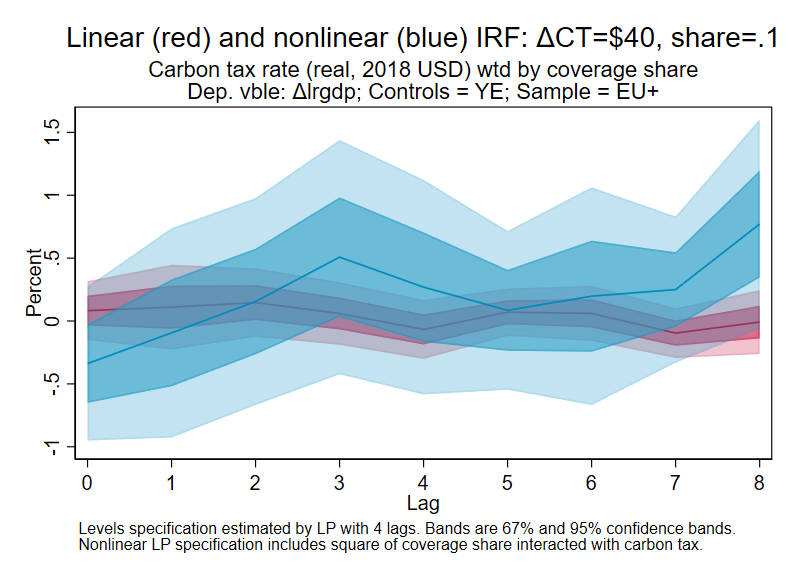 Linear (red) and nonlinear (blue) IRF: ΔCT=$40, share=.1
Carbon tax rate (real, 2018 USD) wtd by coverage share
Dep. vble: Δlrgdp; Controls = YE; Sample = EU+
Percent
1.5
1
.5
0
-.5
-1
0 1 2 3 4 5 6 7 8
Lag
Levels specification estimated by LP with 4 lags. Bands are 67% and 95% confidence bands.
Nonlinear LP specification includes square of coverage share interacted with carbon tax.